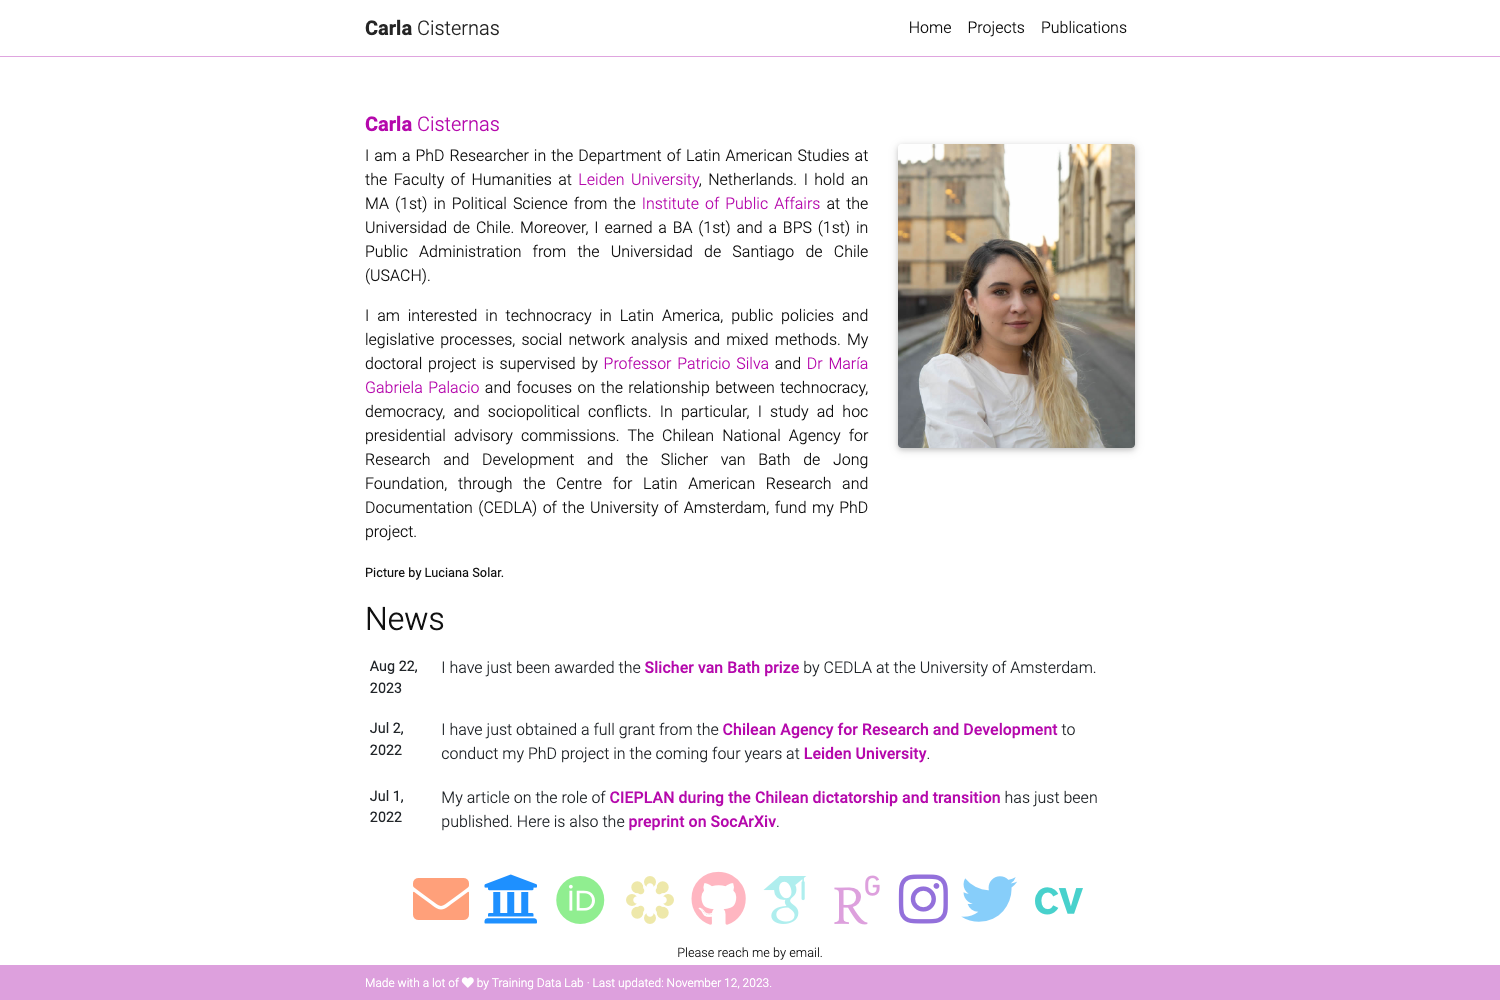 Carla Cisternas
Home Projects Publications
Carla Cisternas
I am a PhD Researcher in the Department of Latin American Studies at
the Faculty of Humanities at Leiden University, Netherlands. I hold an
MA (1st) in Political Science from the Institute of Public Affairs at the
Universidad de Chile. Moreover, I earned a BA (1st) and a BPS (1st) in
Public Administration from the Universidad de Santiago de Chile
(USACH).
I am interested in technocracy in Latin America, public policies and
legislative processes, social network analysis and mixed methods. My
doctoral project is supervised by Professor Patricio Silva and Dr María
Gabriela Palacio and focuses on the relationship between technocracy,
democracy, and sociopolitical conflicts. In particular, I study ad hoc
presidential advisory commissions. The Chilean National Agency for
Research and Development and the Slicher van Bath de Jong
Foundation, through the Centre for Latin American Research and
Documentation (CEDLA) of the University of Amsterdam, fund my PhD
project.
Picture by Luciana Solar.
News
Aug 22,
2023
I have just been awarded the Slicher van Bath prize by CEDLA at the University of Amsterdam.
Jul 2,
2022
I have just obtained a full grant from the Chilean Agency for Research and Development to
conduct my PhD project in the coming four years at Leiden University.
Jul 1,
2022
My article on the role of CIEPLAN during the Chilean dictatorship and transition has just been
published. Here is also the preprint on SocArXiv.
iD g RG CV
Please reach me by email.
Made with a lot of ♥ by Training Data Lab · Last updated: November 12, 2023.